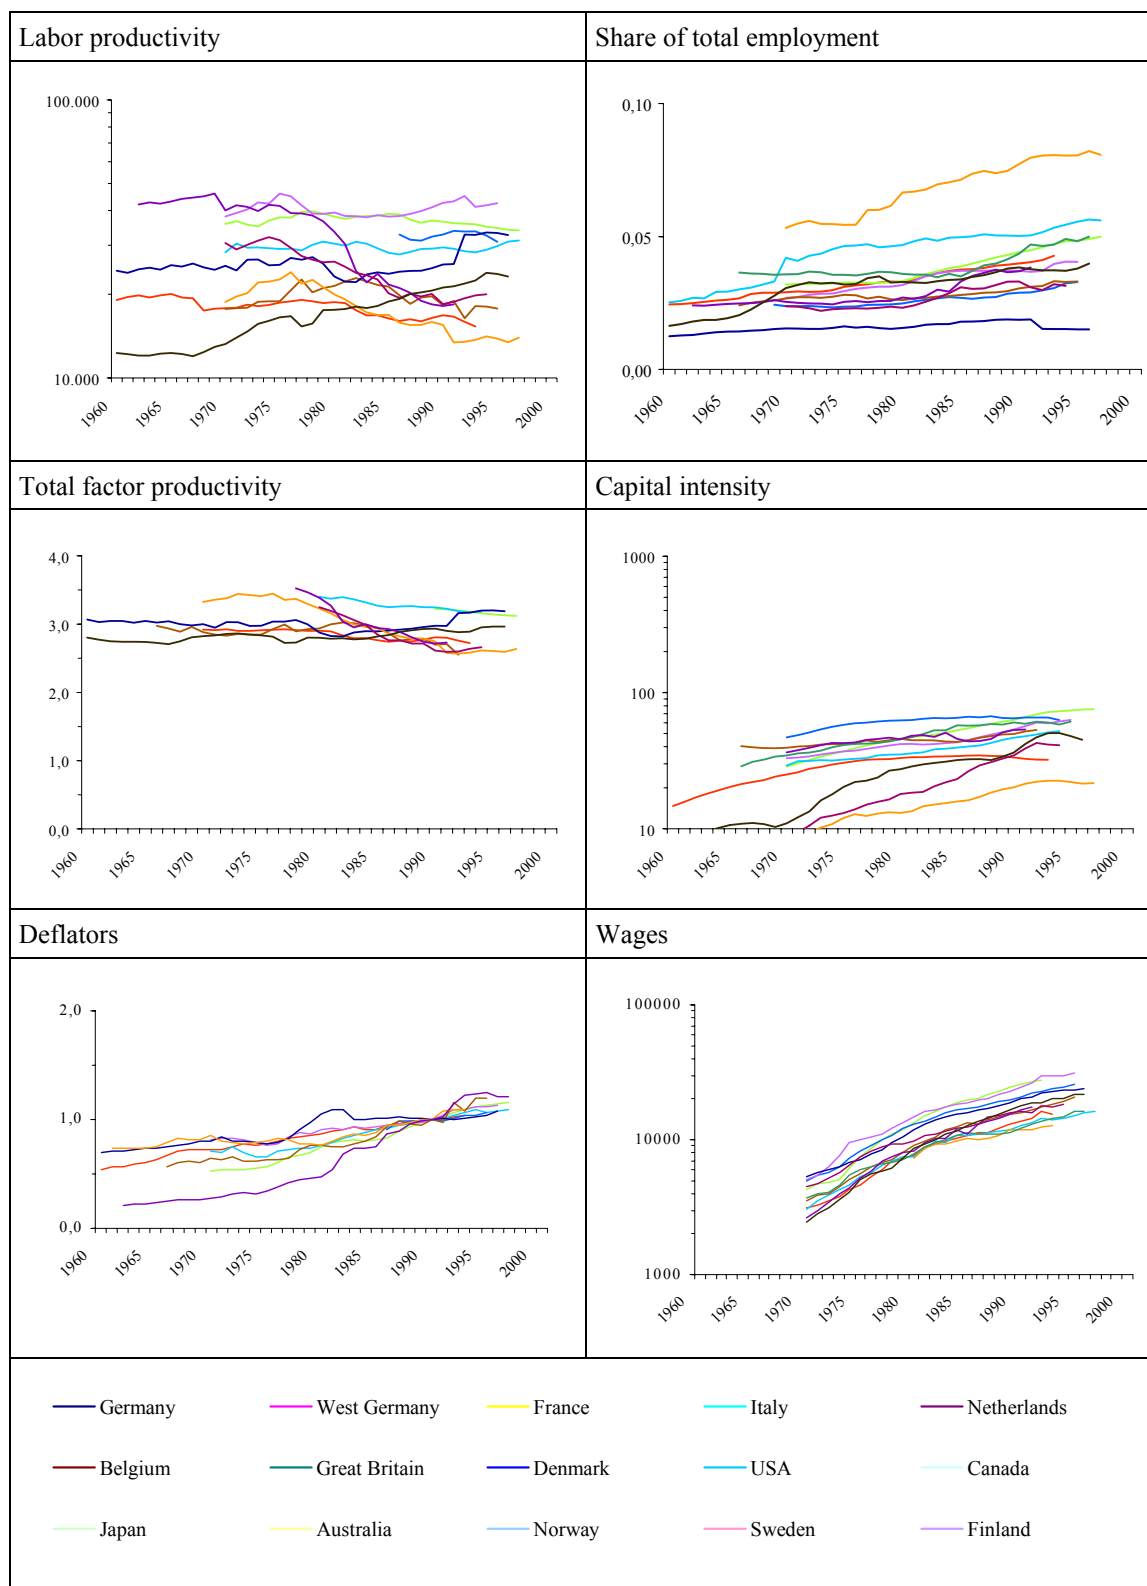 Labor productivity
Share of total employment
100.000
10.000
1960 1965 1970 1975 1980 1985 1990 1995 2000
0,10
0,05
0,00
1960 1965 1970 1975 1980 1985 1990 1995 2000
Total factor productivity
Capital intensity
4,0
3,0
2,0
1,0
0,0
1960 1965 1970 1975 1980 1985 1990 1995 2000
1000
100
10
1960 1965 1970 1975 1980 1985 1990 1995 2000
Deflators
Wages
2,0
1,0
0,0
1960 1965 1970 1975 1980 1985 1990 1995 2000
100000
10000
1000
1960 1965 1970 1975 1980 1985 1990 1995 2000
Germany West Germany France Italy Netherlands
Belgium Great Britain Denmark USA Canada
Japan Australia Norway Sweden Finland